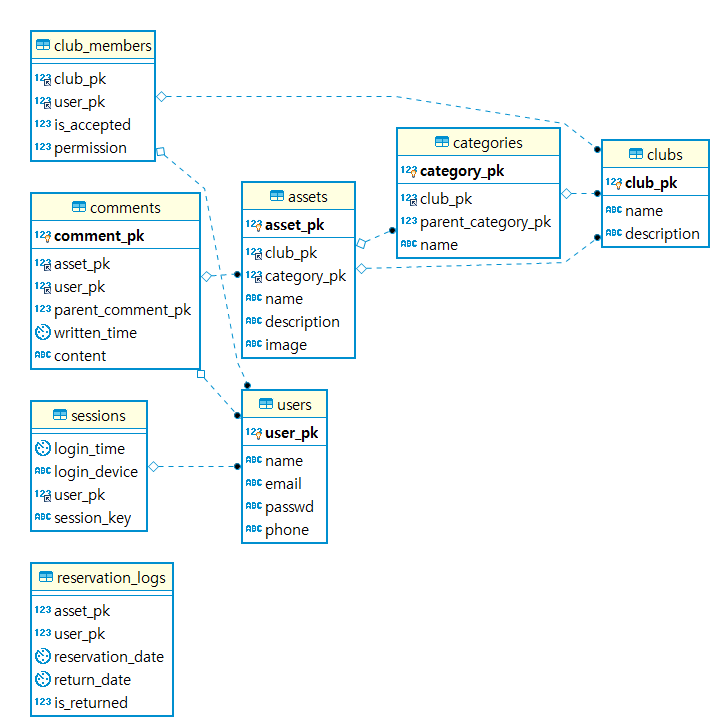 club_members
123 club_pk
123 user_pk
123 is_accepted
123 permission
comments
123 comment_pk
123 asset_pk
123 user_pk
123 parent_comment_pk
written_time
ABC content
sessions
login_time
ABC login_device
123 user_pk
ABC session_key
reservation_logs
123 asset_pk
123 user_pk
reservation_date
return_date
123 is_returned
assets
123 asset_pk
123 club_pk
123 category_pk
ABC name
ABC description
ABC image
users
123 user_pk
ABC name
ABC email
ABC passwd
ABC phone
categories
123 category_pk
123 club_pk
123 parent_category_pk
ABC name
clubs
123 club_pk
ABC name
ABC description